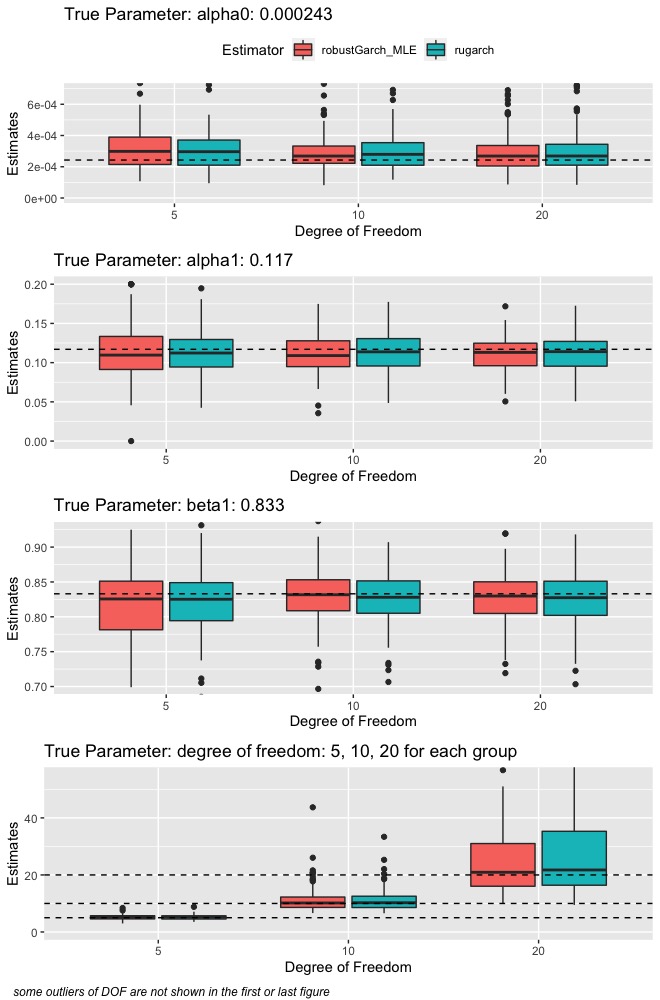 True Parameter: alpha0: 0.000243
Estimator robustGarch_MLE rugarch
6e-04
4e-04
2e-04
0e+00
Estimates
5 10 20
Degree of Freedom
True Parameter: alpha1: 0.117
0.20
0.15
0.10
0.05
0.00
Estimates
5 10 20
Degree of Freedom
True Parameter: beta1: 0.833
0.90
0.85
0.80
0.75
0.70
Estimates
5 10 20
Degree of Freedom
True Parameter: degree of freedom: 5, 10, 20 for each group
40
20
0
Estimates
5 10 20
Degree of Freedom
some outliers of DOF are not shown in the first or last figure